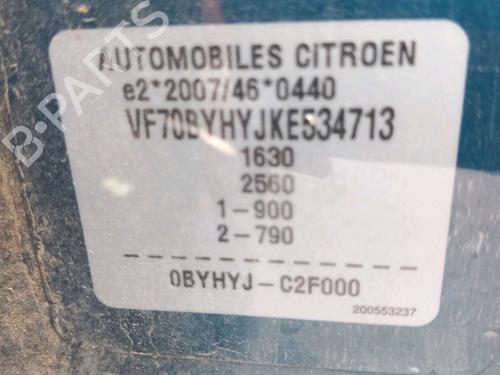 AUTOMOBILES CITROEN
e2*2007/46*0440
VF70BYHYJKE534713
1630
2560
1-900
2-790
0BYHYJ-C2F000
200553237
B-PARTS